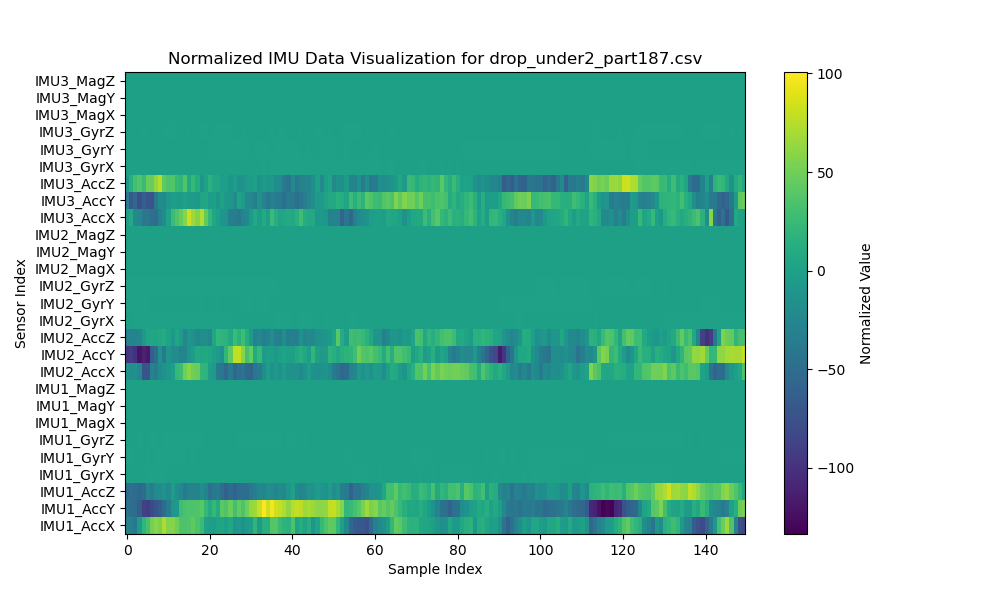 Normalized IMU Data Visualization for drop_under2_part187.csv
IMU3_MagZ
IMU3_MagY
IMU3_MagX
IMU3_GyrZ
IMU3_GyrY
IMU3_GyrX
IMU3_AccZ
IMU3_AccY
IMU3_AccX
IMU2_MagZ
IMU2_MagY
IMU2_MagX
IMU2_GyrZ
IMU2_GyrY
IMU2_GyrX
IMU2_AccZ
IMU2_AccY
IMU2_AccX
IMU1_MagZ
IMU1_MagY
IMU1_MagX
IMU1_GyrZ
IMU1_GyrY
IMU1_GyrX
IMU1_AccZ
IMU1_AccY
IMU1_AccX
Sensor Index
0 20 40 60 80 100 120 140
Sample Index
100
50
0
−50
−100
Normalized Value